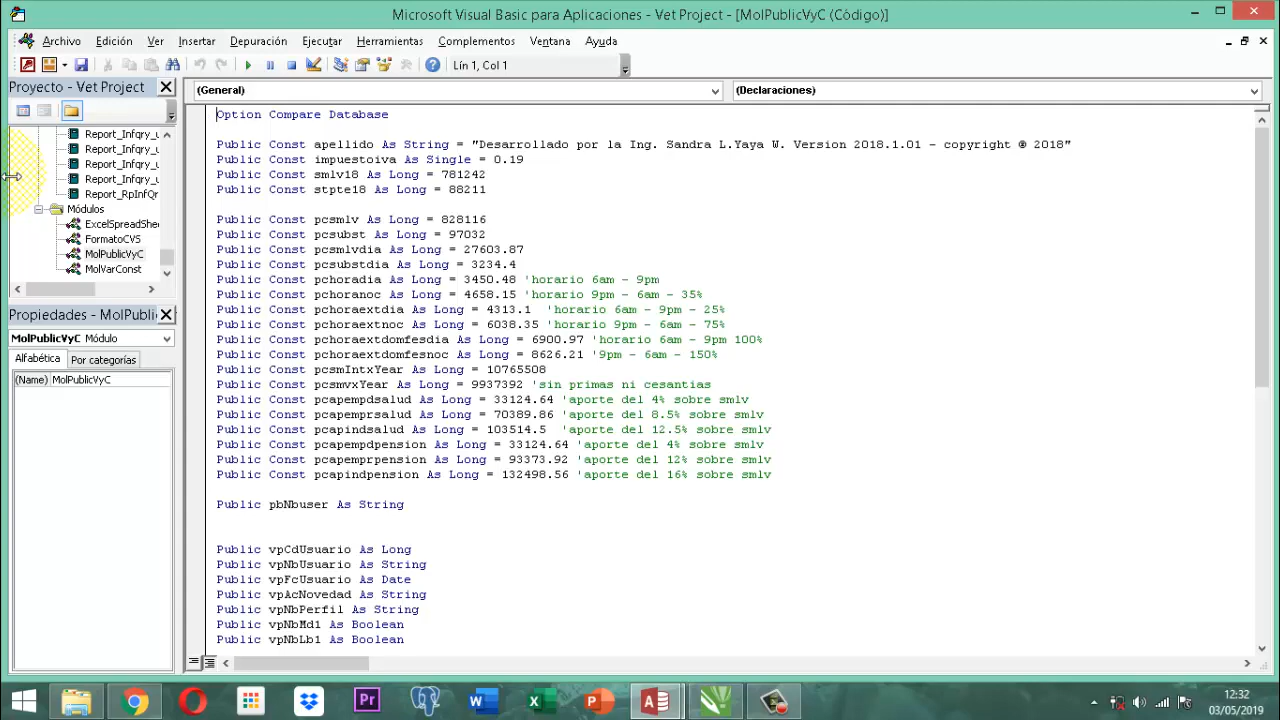 Microsoft Visual Basic para Aplicaciones - Vet Project - [MolPublicVyC (Código)]
Archivo Edición Ver Insertar Depuración Ejecutar Herramientas Complementos Ventana Ayuda
Lín 1, Col 1
Proyecto - Vet Project
(General)
(Declaraciones)
Report_Infqry_u
Report_Infqry_u
Report_Infqry_u
Report_Infqry_u
Report_RpInfQr
Módulos
ExcelSpreadShe
FormatoCVS
MolPublicVyC
MolVarConst
Propiedades - MolPubli
MolPublicVyC Módulo
Alfabética Por categorías
(Name) MolPublicVyC
Option Compare Database
Public Const apellido As String = "Desarrollado por la Ing. Sandra L.Yaya W. Version 2018.1.01 - copyright @ 2018"
Public Const impuestoiva As Single = 0.19
Public Const smlv18 As Long = 781242
Public Const stpte18 As Long = 88211
Public Const pcsmlv As Long = 828116
Public Const pcsubst As Long = 97032
Public Const pcsmlvdia As Long = 27603.87
Public Const pcsubstdia As Long = 3234.4
Public Const pchoradia As Long = 3450.48 'horario 6am - 9pm
Public Const pchoranoc As Long = 4658.15 'horario 9pm - 6am - 35%
Public Const pchoraextdia As Long = 4313.1 'horario 6am - 9pm - 25%
Public Const pchoraextnoc As Long = 6038.35 'horario 9pm - 6am - 75%
Public Const pchoraextdomfesdia As Long = 6900.97 'horario 6am - 9pm 100%
Public Const pchoraextdomfesnoc As Long = 8626.21 '9pm - 6am - 150%
Public Const pcsmIntxYear As Long = 10765508
Public Const pcsmvxYear As Long = 9937392 'sin primas ni cesantias
Public Const pcapempdsalud As Long = 33124.64 'aporte del 4% sobre smlv
Public Const pcapemprsalud As Long = 70389.86 'aporte del 8.5% sobre smlv
Public Const pcapindsalud As Long = 103514.5 'aporte del 12.5% sobre smlv
Public Const pcapempdpension As Long = 33124.64 'aporte del 4% sobre smlv
Public Const pcapemprpension As Long = 93373.92 'aporte del 12% sobre smlv
Public Const pcapindpension As Long = 132498.56 'aporte del 16% sobre smlv
Public pbNbuser As String
Public vpCdUsuario As Long
Public vpNbUsuario As String
Public vpFcUsuario As Date
Public vpAcNovedad As String
Public vpNbPerfil As String
Public vpNbMd1 As Boolean
Public vpNbLb1 As Boolean
Pr
12:32
03/05/2019